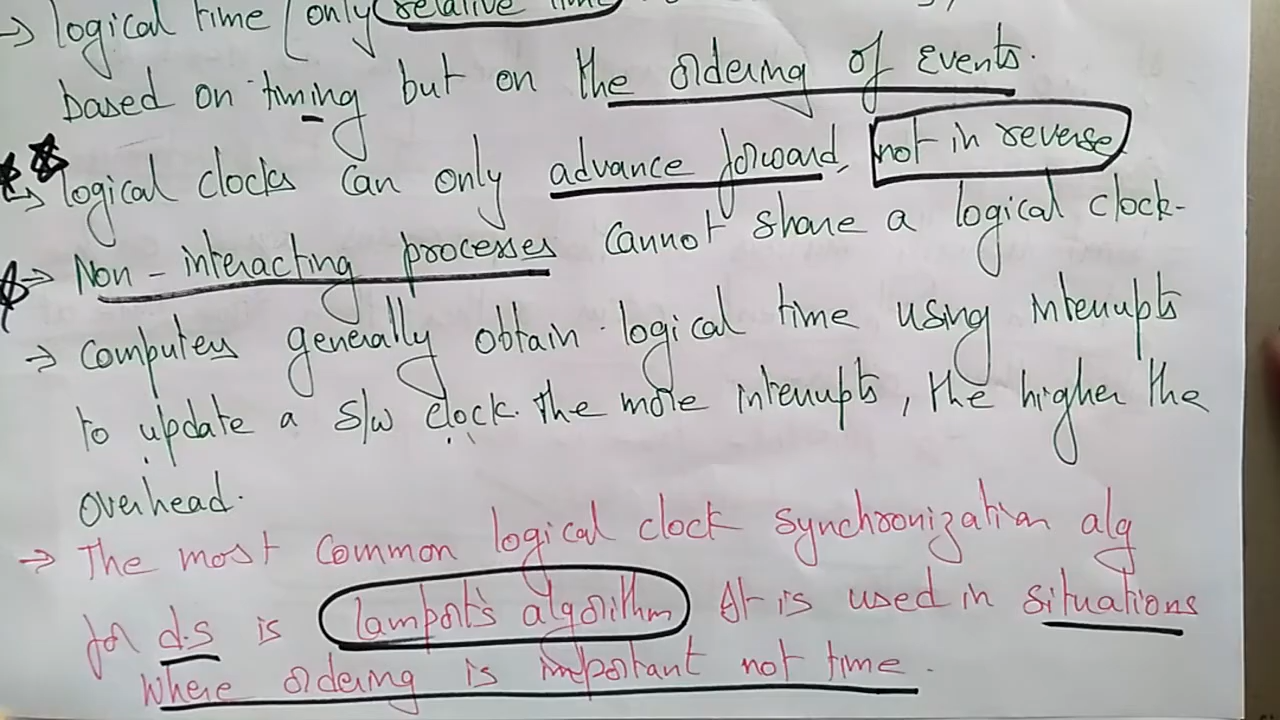 → logical time (only relative time
based on timing but on the ordering of events.
→ logical clocks can only advance forward, not in reverse
→ Non-interacting processes cannot share a logical clock.
→ Computers generally obtain logical time using interrupts
to update a s/w clock. The more interrupts, the higher the
overhead.
→ The most common logical clock synchronization alg
for d.s is Lamport's algorithm It is used in situations
where ordering is important not time.